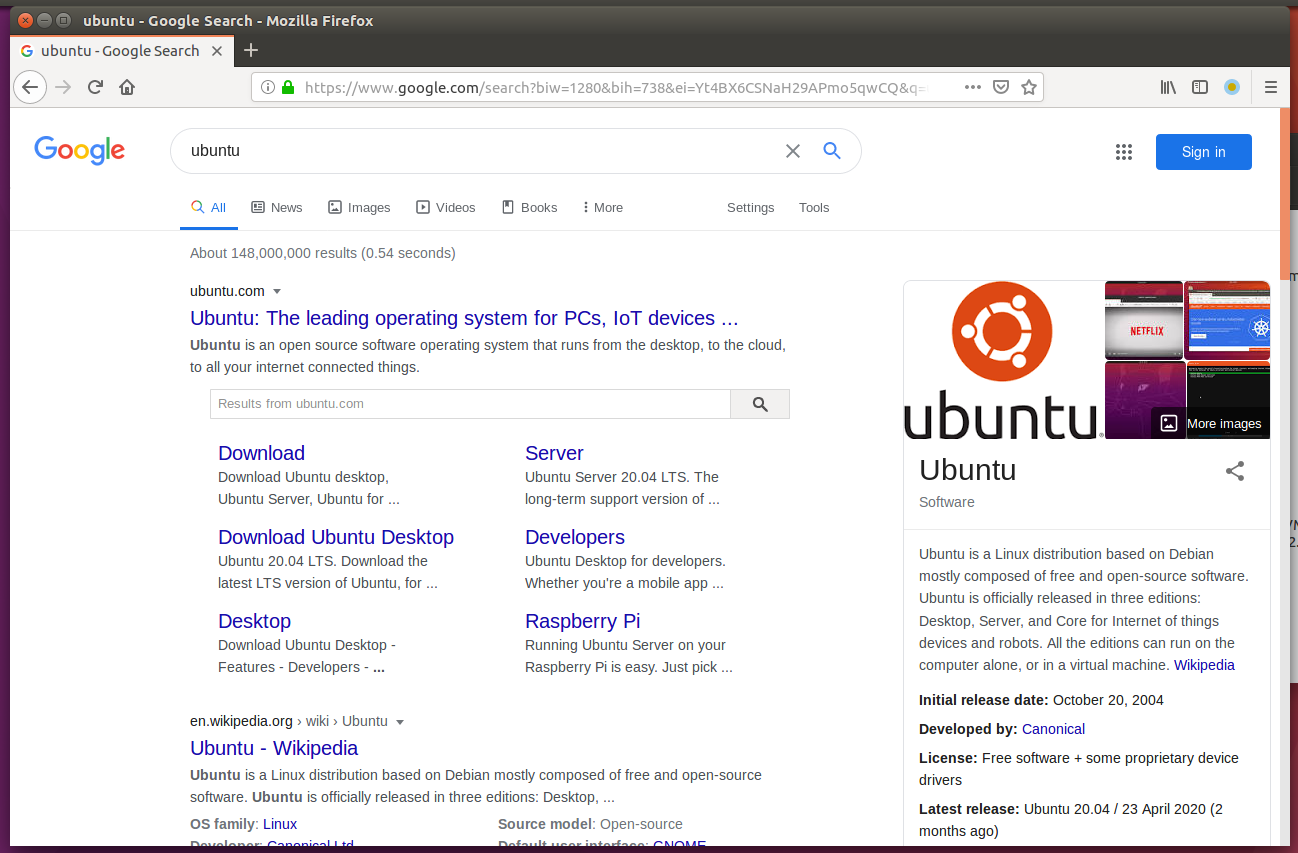 ubuntu - Google Search - Mozilla Firefox
ubuntu - Google Search
https://www.google.com/search?biw=1280&bih=738&ei=Yt4BX6CSNaH29APmo5qwCQ&q=
Google
ubuntu
Sign in
All News Images Videos Books More Settings Tools
About 148,000,000 results (0.54 seconds)
ubuntu.com
Ubuntu: The leading operating system for PCs, IoT devices ...
Ubuntu is an open source software operating system that runs from the desktop, to the cloud,
to all your internet connected things.
Results from ubuntu.com
Download
Download Ubuntu desktop,
Ubuntu Server, Ubuntu for ...
Server
Ubuntu Server 20.04 LTS. The
long-term support version of ...
Download Ubuntu Desktop
Ubuntu 20.04 LTS. Download the
latest LTS version of Ubuntu, for ...
Developers
Ubuntu Desktop for developers.
Whether you're a mobile app ...
Desktop
Download Ubuntu Desktop -
Features - Developers - ...
Raspberry Pi
Running Ubuntu Server on your
Raspberry Pi is easy. Just pick ...
en.wikipedia.org › wiki › Ubuntu
Ubuntu - Wikipedia
Ubuntu is a Linux distribution based on Debian mostly composed of free and open-source
software. Ubuntu is officially released in three editions: Desktop, ...
OS family: Linux
Source model: Open-source
Developer: Canonical Ltd.
Default user interface: GNOME
ubuntu
NETFLIX
More images
Ubuntu
Software
Ubuntu is a Linux distribution based on Debian
mostly composed of free and open-source software.
Ubuntu is officially released in three editions:
Desktop, Server, and Core for Internet of things
devices and robots. All the editions can run on the
computer alone, or in a virtual machine. Wikipedia
Initial release date: October 20, 2004
Developed by: Canonical
License: Free software + some proprietary device
drivers
Latest release: Ubuntu 20.04 / 23 April 2020 (2
months ago)